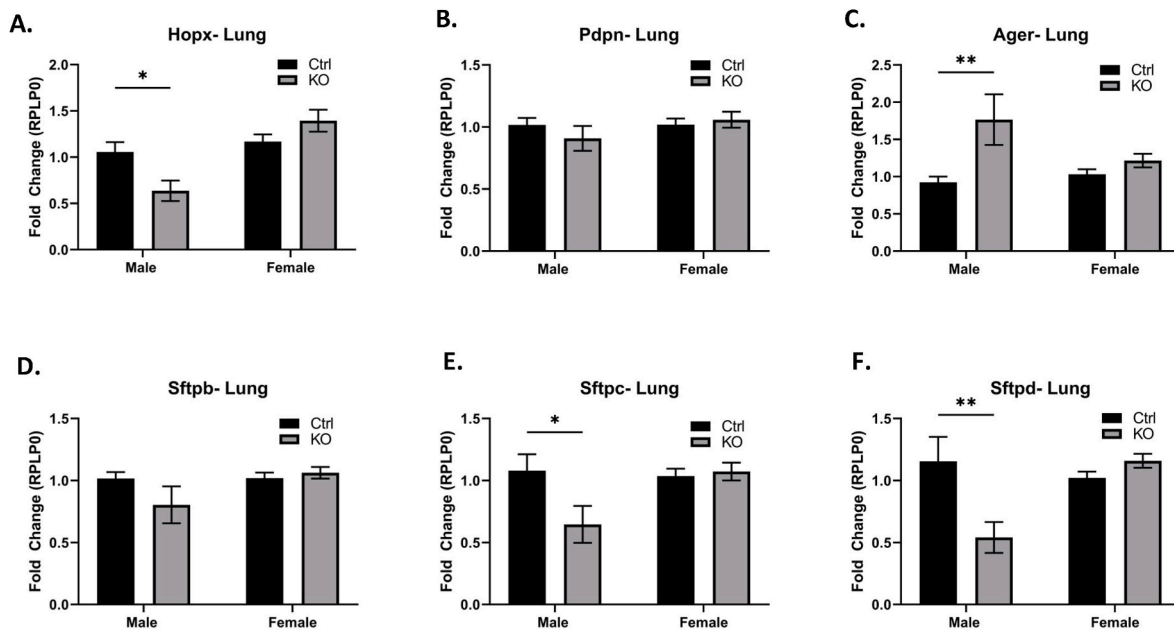 A.
Hopx- Lung
Fold Change (RPLP0)
2.0
1.5
1.0
0.5
0.0
*
Ctrl
KO
Male
Female
B.
Pdpn- Lung
Fold Change (RPLP0)
1.5
1.0
0.5
0.0
Ctrl
KO
Male
Female
C.
Ager- Lung
Fold Change (RPLP0)
2.5
2.0
1.5
1.0
0.5
0.0
**
Ctrl
KO
Male
Female
D.
Sftpb- Lung
Fold Change (RPLP0)
1.5
1.0
0.5
0.0
Ctrl
KO
Male
Female
E.
Sftpc- Lung
Fold Change (RPLP0)
1.5
1.0
0.5
0.0
*
Ctrl
KO
Male
Female
F.
Sftpd- Lung
Fold Change (RPLP0)
1.5
1.0
0.5
0.0
**
Ctrl
KO
Male
Female